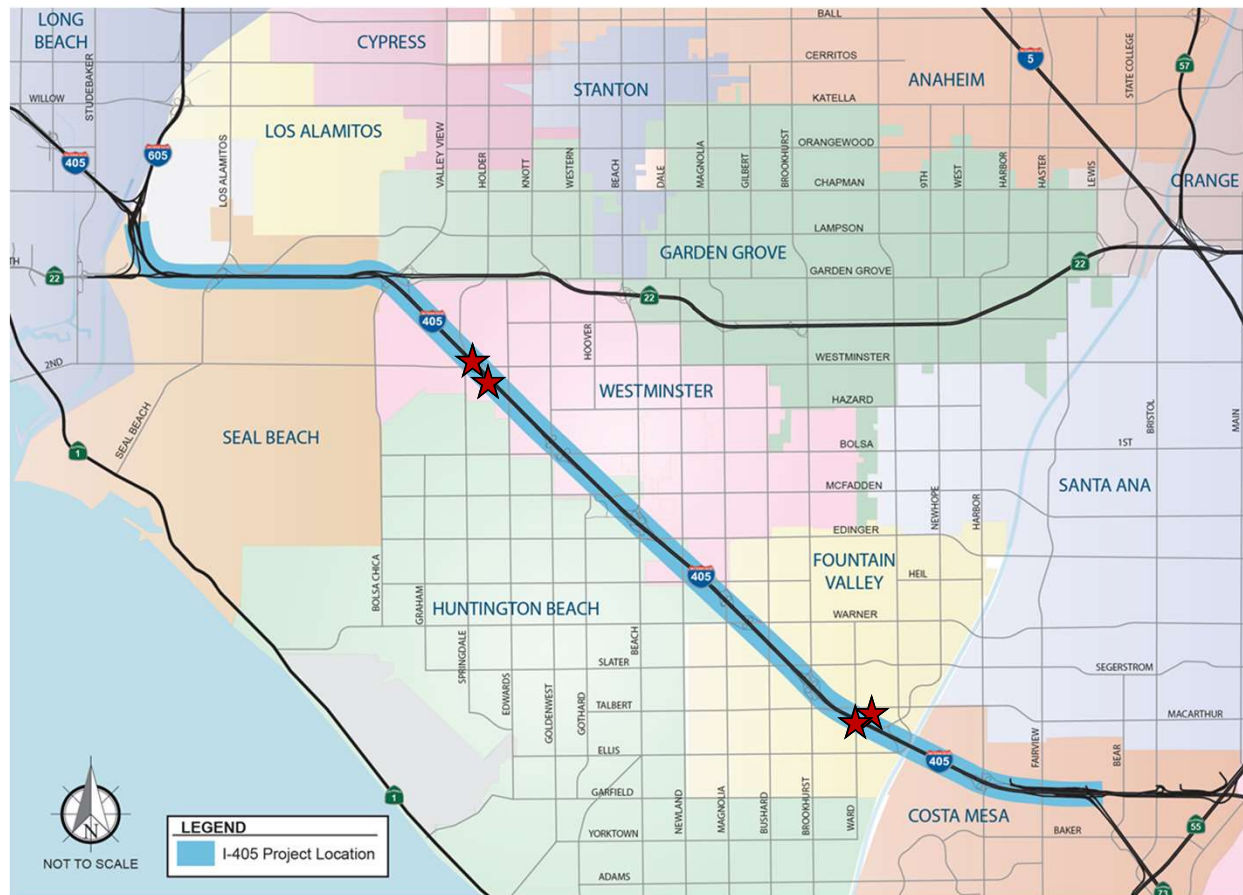 LONG
BEACH
CYPRESS
BALL
5
57
STATE COLLEGE
CERRITOS
ANAHEIM
STUDEBAKER
WILLOW
STANTON
KATELLA
LOS ALAMITOS
405
605
LOS ALAMITOS
VALLEY VIEW
HOLDER
KNOTT
WESTERN
BEACH
DALE
MAGNOLIA
GILBERT
BROOKHURST
ORANGEWOOD
CHAPMAN
9TH
WEST
HARBOR
HASTER
LEWIS
ORANGE
LAMPSON
GARDEN GROVE
GARDEN GROVE
22
TH
22
22
405
HOOVER
2ND
WESTMINSTER
WESTMINSTER
HAZARD
SEAL BEACH
SEAL BEACH
1
BOLSA
BRISTOL
MAIN
1ST
MCFADDEN
NEWHOPE
HARBOR
SANTA ANA
EDINGER
FOUNTAIN
VALLEY
HEIL
405
BOLSA CHICA
GRAHAM
HUNTINGTON BEACH
WARNER
SPRINGDALE
EDWARDS
GOLDENWEST
GOTHARD
BEACH
SLATER
SEGERSTROM
TALBERT
MACARTHUR
ELLIS
405
FAIRVIEW
BEAR
GARFIELD
1
NEWLAND
MAGNOLIA
BUSHARD
BROOKHURST
WARD
COSTA MESA
YORKTOWN
BAKER
55
ADAMS
73
N
NOT TO SCALE
LEGEND
I-405 Project Location